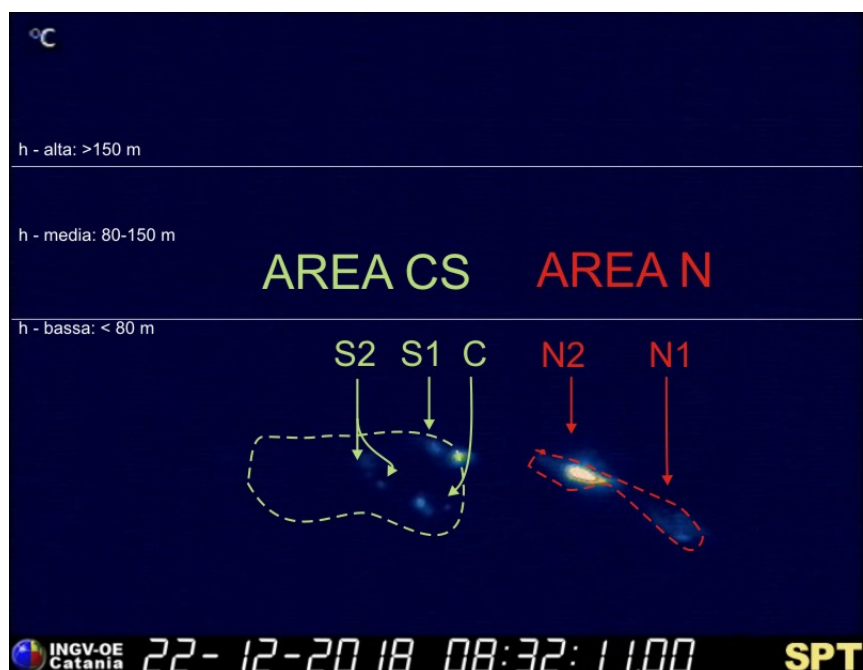 °C
h - alta: >150 m
h - media: 80-150 m
AREA CS AREA N
h - bassa: < 80 m
S2 S1 C N2 N1
INGV-OE
Catania
22-12-2018 08:32:11.00 SPT